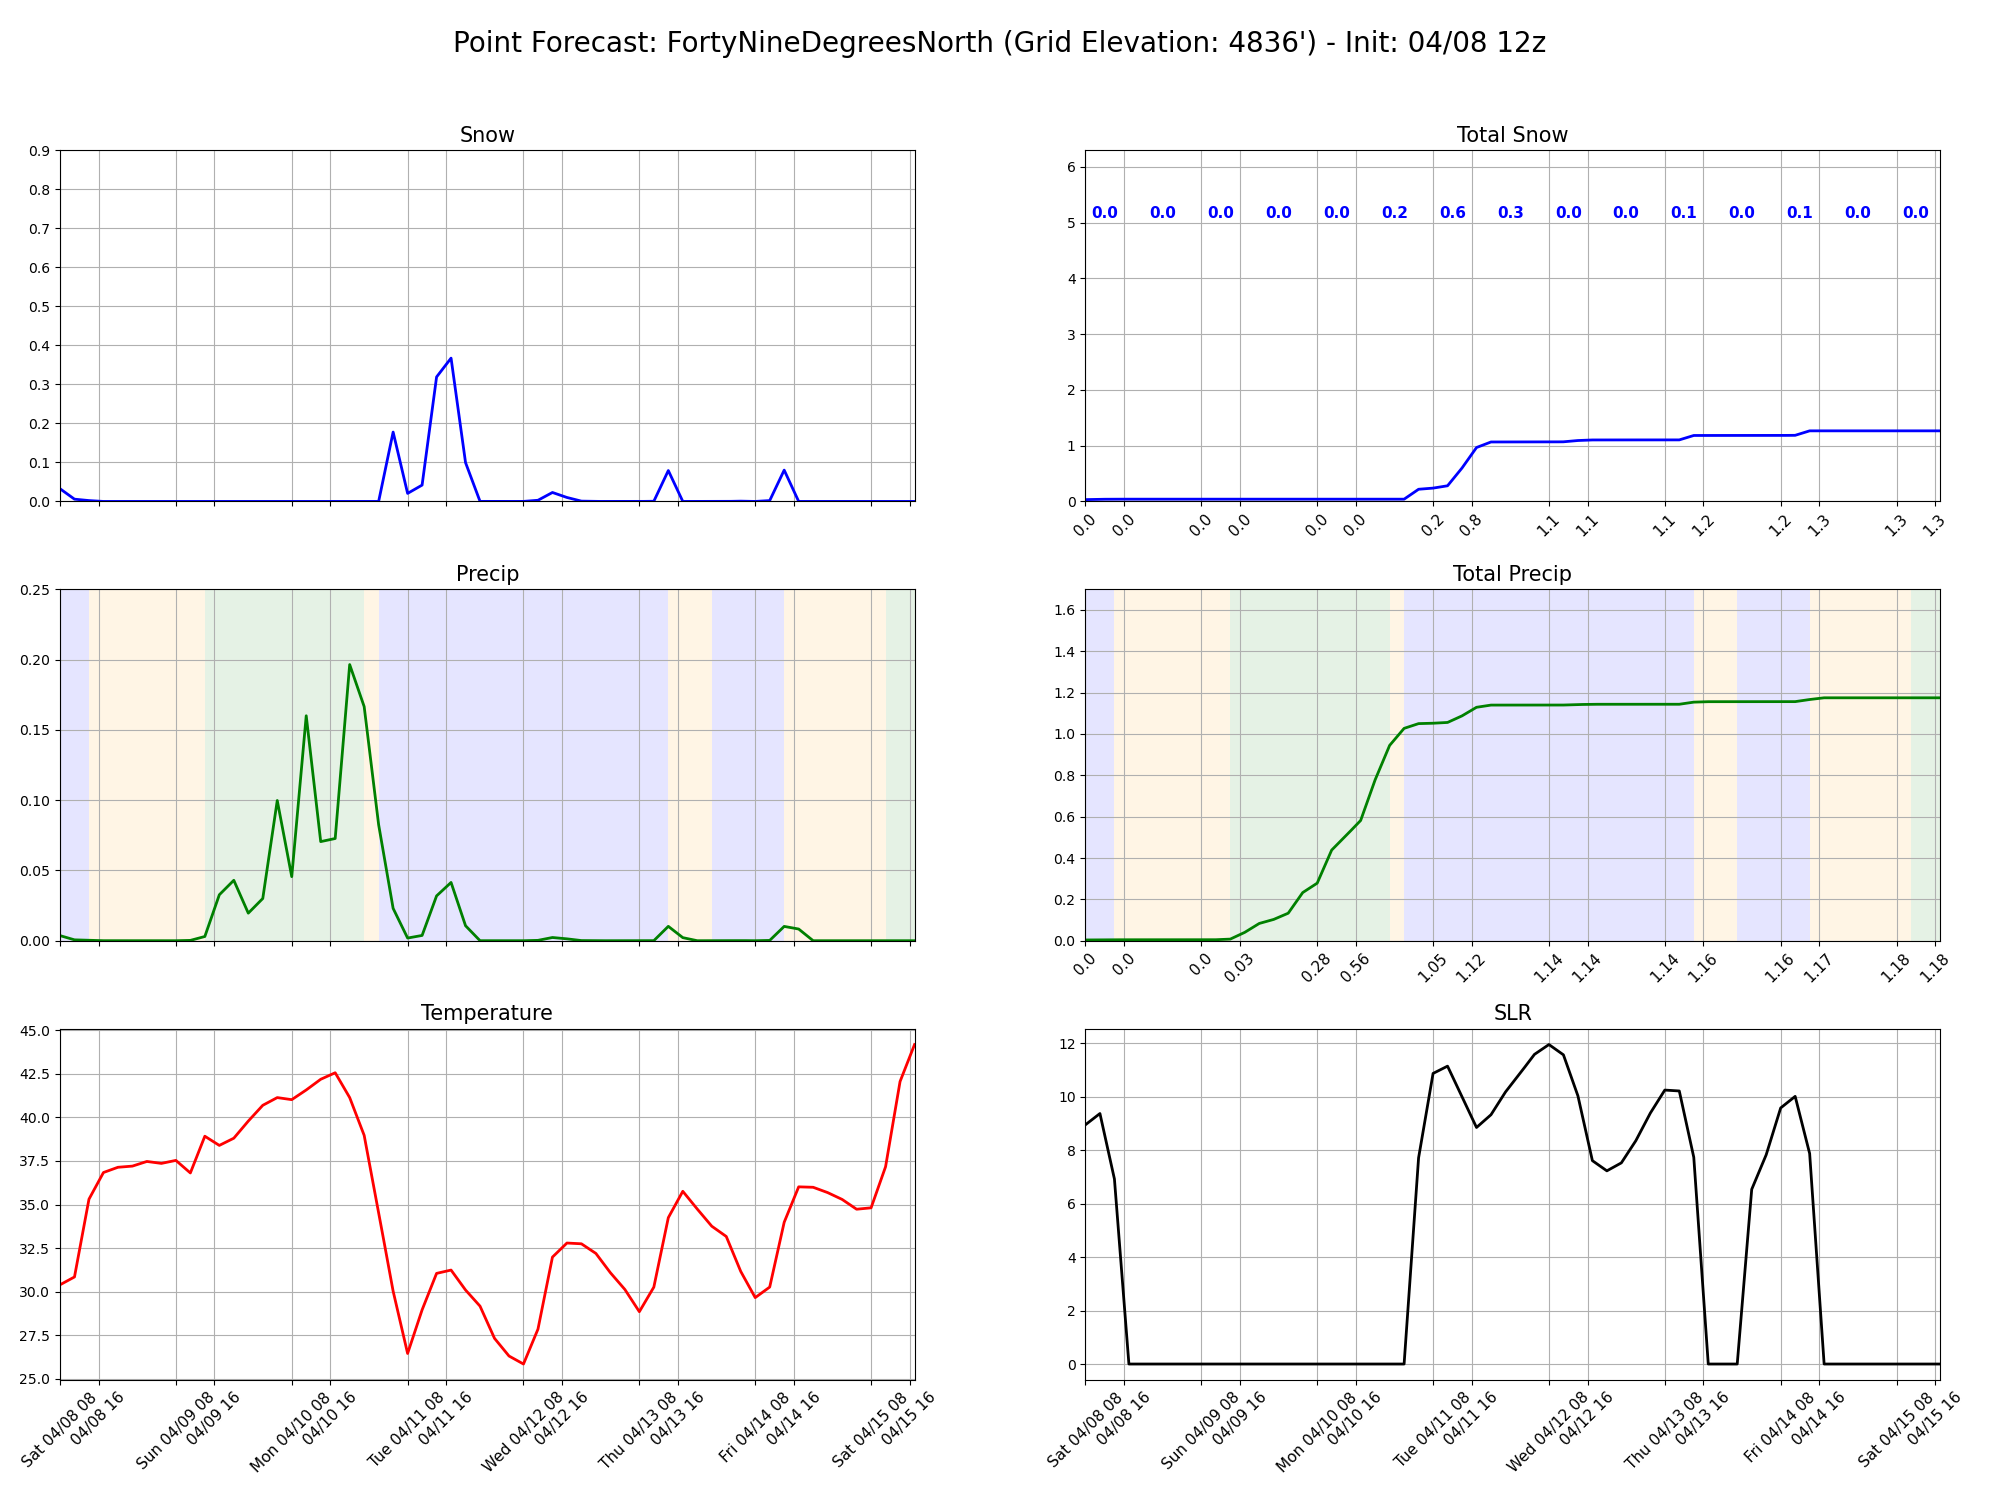 Point Forecast: FortyNineDegreesNorth (Grid Elevation: 4836') - Init: 04/08 12z
Snow
0.9
0.8
0.7
0.6
0.5
0.4
0.3
0.2
0.1
0.0
Total Snow
6
5
4
3
2
1
0
0.0 0.0 0.0 0.0 0.0 0.2 0.6 0.3 0.0 0.0 0.1 0.0 0.1 0.0 0.0
0.0 0.0 0.0 0.0 0.0 0.0 0.2 0.8 1.1 1.1 1.1 1.2 1.2 1.3 1.3 1.3
Precip
0.25
0.20
0.15
0.10
0.05
0.00
Total Precip
1.6
1.4
1.2
1.0
0.8
0.6
0.4
0.2
0.0
0.0 0.0 0.0 0.03 0.28 0.56 1.05 1.12 1.14 1.14 1.14 1.16 1.16 1.17 1.18 1.18
Temperature
45.0
42.5
40.0
37.5
35.0
32.5
30.0
27.5
25.0
Sat 04/08 08
04/08 16
Sun 04/09 08
04/09 16
Mon 04/10 08
04/10 16
Tue 04/11 08
04/11 16
Wed 04/12 08
04/12 16
Thu 04/13 08
04/13 16
Fri 04/14 08
04/14 16
Sat 04/15 08
04/15 16
SLR
12
10
8
6
4
2
0
Sat 04/08 08
04/08 16
Sun 04/09 08
04/09 16
Mon 04/10 08
04/10 16
Tue 04/11 08
04/11 16
Wed 04/12 08
04/12 16
Thu 04/13 08
04/13 16
Fri 04/14 08
04/14 16
Sat 04/15 08
04/15 16